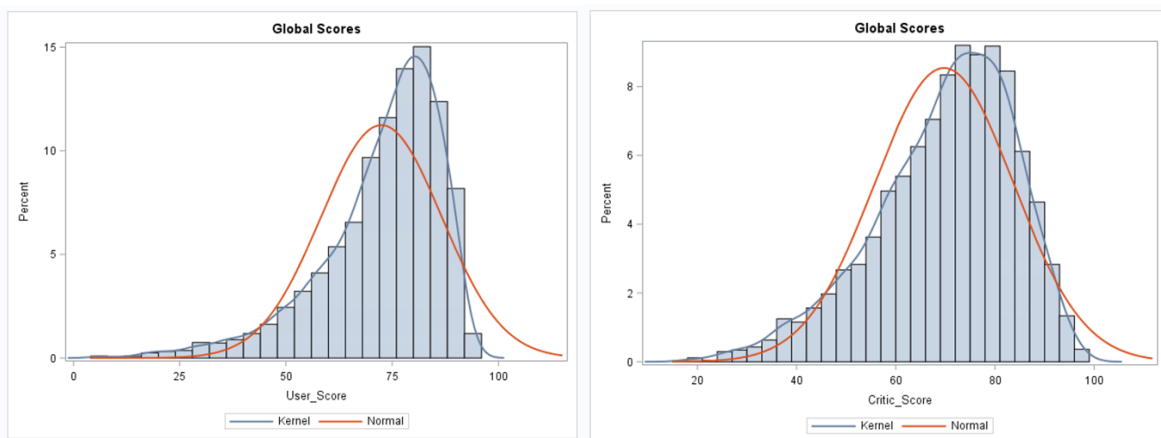 Global Scores
15
10
5
0
Percent
0 25 50 75 100
User_Score
Kernel Normal
Global Scores
8
6
4
2
0
Percent
20 40 60 80 100
Critic_Score
Kernel Normal